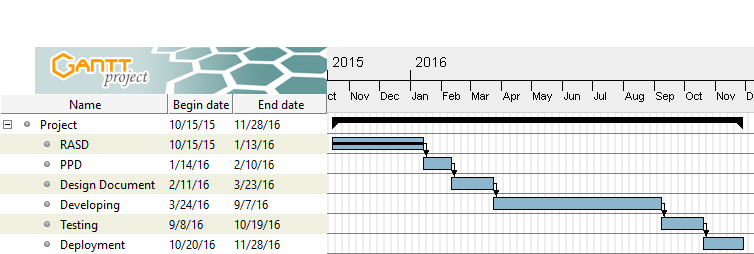 GANTT project
2015 2016
ct Nov Dec Jan Feb Mar Apr May Jun Jul Aug Sep Oct Nov D
Name Begin date End date
Project 10/15/15 11/28/16
RASD 10/15/15 1/13/16
PPD 1/14/16 2/10/16
Design Document 2/11/16 3/23/16
Developing 3/24/16 9/7/16
Testing 9/8/16 10/19/16
Deployment 10/20/16 11/28/16